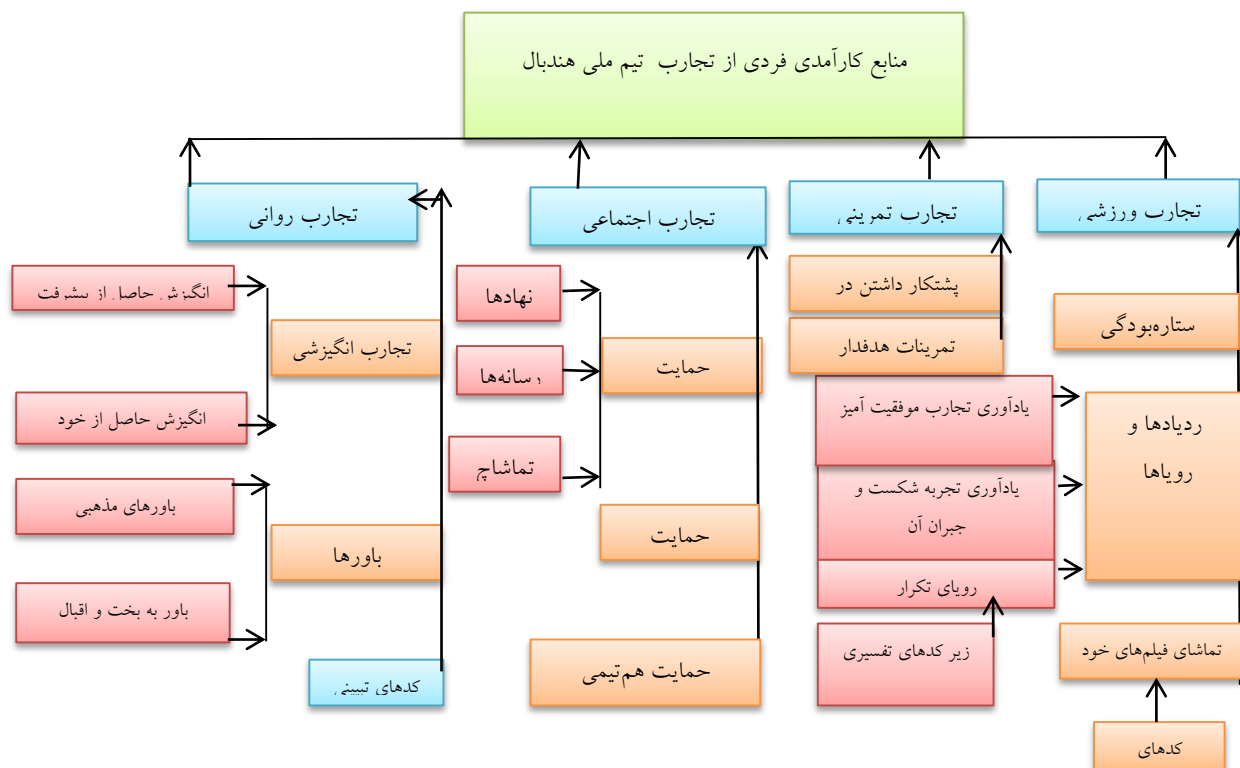 منابع کارآمدی فردی از تجارب تیم ملی هندبال
تجارب ورزشی
تجارب تمرینی
تجارب اجتماعی
تجارب روانی
ستاره‌بودگی
ردیادها و
رویاها
تماشای فیلم‌های خود
کدهای
پشتکار داشتن در
تمرینات هدفدار
یادآوری تجارب موفقیت آمیز
یادآوری تجربه شکست و
جبران آن
رویای تکرار
زیر کدهای تفسیری
حمایت
نهادها
رسانه‌ها
تماشاچ
حمایت
حمایت هم‌تیمی
تجارب انگیزشی
انگیزش حاصل از پیشرفت
انگیزش حاصل از خود
باورها
باورهای مذهبی
باور به بخت و اقبال
کدهای تبیینی